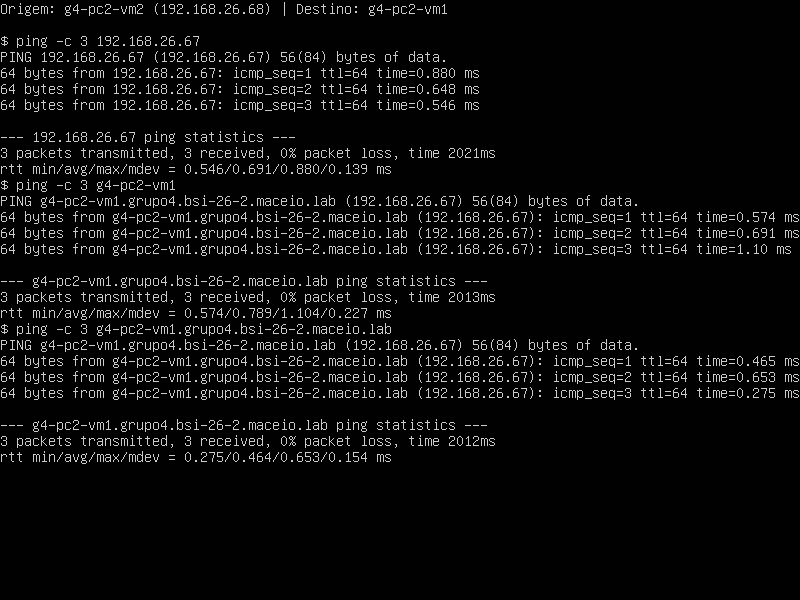 Origem: g4-pc2-vm2 (192.168.26.68) | Destino: g4-pc2-vm1
$ ping -c 3 192.168.26.67
PING 192.168.26.67 (192.168.26.67) 56(84) bytes of data.
64 bytes from 192.168.26.67: icmp_seq=1 ttl=64 time=0.880 ms
64 bytes from 192.168.26.67: icmp_seq=2 ttl=64 time=0.648 ms
64 bytes from 192.168.26.67: icmp_seq=3 ttl=64 time=0.546 ms
--- 192.168.26.67 ping statistics ---
3 packets transmitted, 3 received, 0% packet loss, time 2021ms
rtt min/avg/max/mdev = 0.546/0.691/0.880/0.139 ms
$ ping -c 3 g4-pc2-vm1
PING g4-pc2-vm1.grupo4.bsi-26-2.maceio.lab (192.168.26.67) 56(84) bytes of data.
64 bytes from g4-pc2-vm1.grupo4.bsi-26-2.maceio.lab (192.168.26.67): icmp_seq=1 ttl=64 time=0.574 ms
64 bytes from g4-pc2-vm1.grupo4.bsi-26-2.maceio.lab (192.168.26.67): icmp_seq=2 ttl=64 time=0.691 ms
64 bytes from g4-pc2-vm1.grupo4.bsi-26-2.maceio.lab (192.168.26.67): icmp_seq=3 ttl=64 time=1.10 ms
--- g4-pc2-vm1.grupo4.bsi-26-2.maceio.lab ping statistics ---
3 packets transmitted, 3 received, 0% packet loss, time 2013ms
rtt min/avg/max/mdev = 0.574/0.789/1.104/0.227 ms
$ ping -c 3 g4-pc2-vm1.grupo4.bsi-26-2.maceio.lab
PING g4-pc2-vm1.grupo4.bsi-26-2.maceio.lab (192.168.26.67) 56(84) bytes of data.
64 bytes from g4-pc2-vm1.grupo4.bsi-26-2.maceio.lab (192.168.26.67): icmp_seq=1 ttl=64 time=0.465 ms
64 bytes from g4-pc2-vm1.grupo4.bsi-26-2.maceio.lab (192.168.26.67): icmp_seq=2 ttl=64 time=0.653 ms
64 bytes from g4-pc2-vm1.grupo4.bsi-26-2.maceio.lab (192.168.26.67): icmp_seq=3 ttl=64 time=0.275 ms
--- g4-pc2-vm1.grupo4.bsi-26-2.maceio.lab ping statistics ---
3 packets transmitted, 3 received, 0% packet loss, time 2012ms
rtt min/avg/max/mdev = 0.275/0.464/0.653/0.154 ms